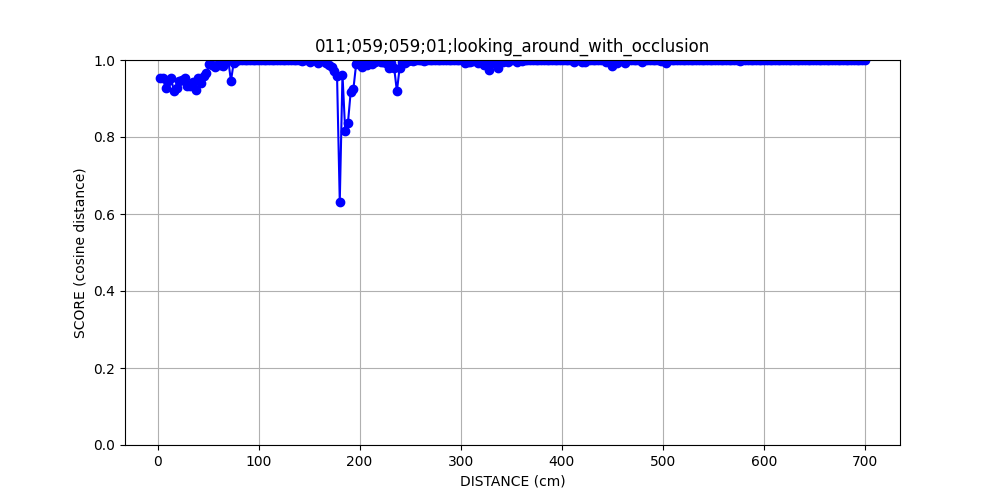 011;059;059;01;looking_around_with_occlusion
1.0
0.8
0.6
0.4
0.2
0.0
SCORE (cosine distance)
0 100 200 300 400 500 600 700
DISTANCE (cm)